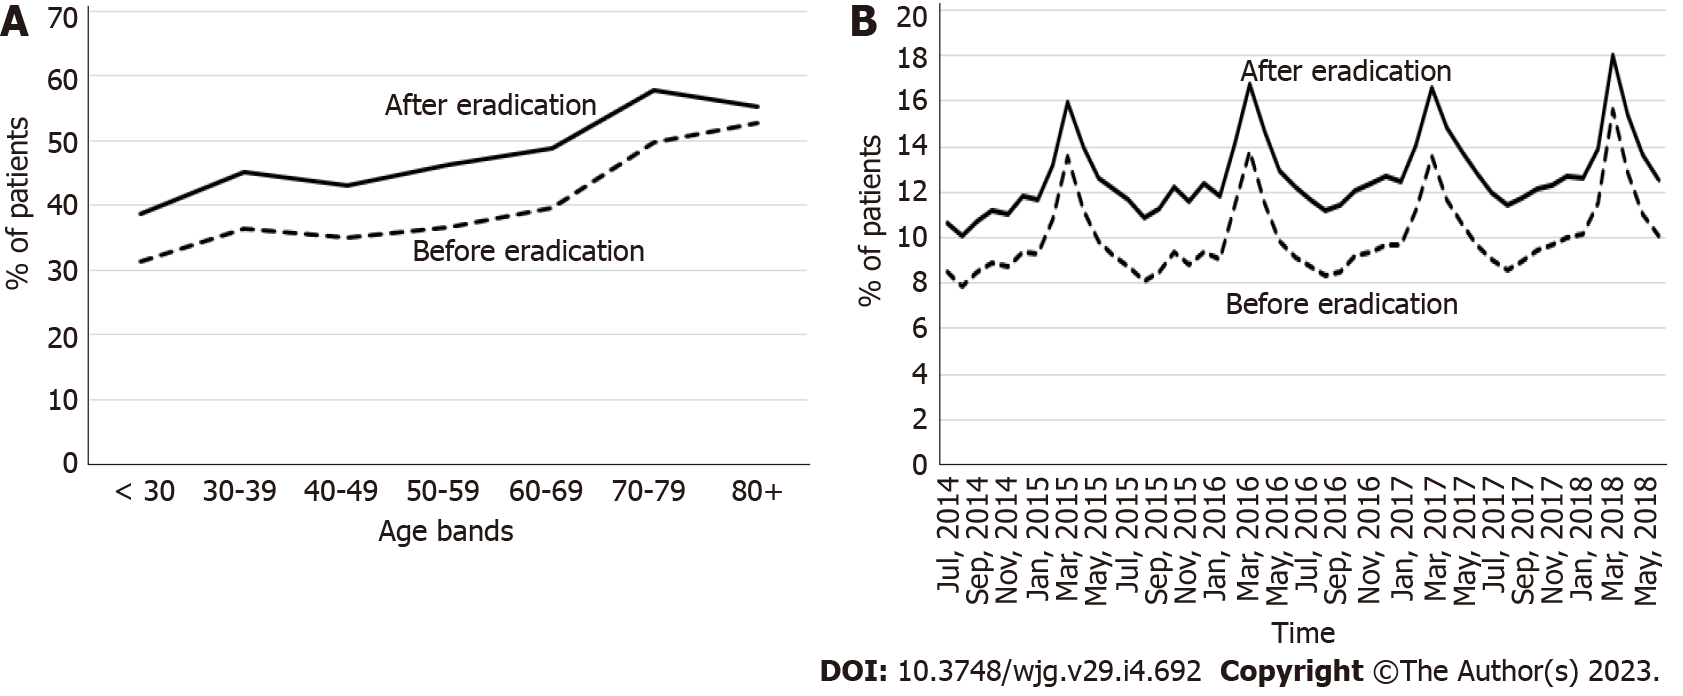 A
70
60
50
40
30
20
10
0
% of patients
After eradication
Before eradication
< 30 30-39 40-49 50-59 60-69 70-79 80+
Age bands
B
20
18
16
14
12
10
8
6
4
2
0
% of patients
After eradication
Before eradication
Jul, 2014
Sep, 2014
Nov, 2014
Jan, 2015
Mar, 2015
May, 2015
Jul, 2015
Sep, 2015
Nov, 2015
Jan, 2016
Mar, 2016
May, 2016
Jul, 2016
Sep, 2016
Nov, 2016
Jan, 2017
Mar, 2017
May, 2017
Jul, 2017
Sep, 2017
Nov, 2017
Jan, 2018
Mar, 2018
May, 2018
Time
DOI: 10.3748/wjg.v29.i4.692 Copyright ©The Author(s) 2023.